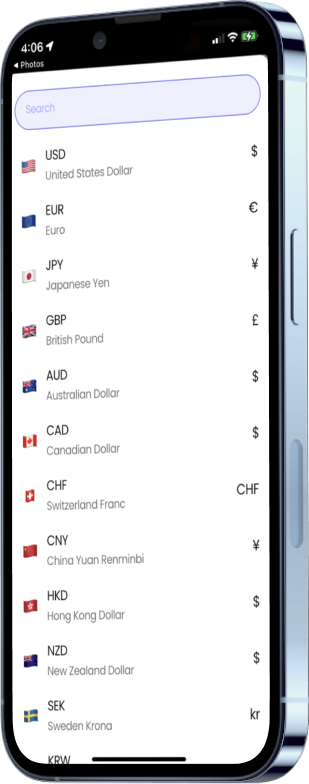 4:06
Photos
Search
USD
$
United States Dollar
EUR
€
Euro
JPY
¥
Japanese Yen
GBP
£
British Pound
AUD
$
Australian Dollar
CAD
$
Canadian Dollar
CHF
CHF
Switzerland Franc
CNY
¥
China Yuan Renminbi
HKD
$
Hong Kong Dollar
NZD
$
New Zealand Dollar
SEK
kr
Sweden Krona
KRW